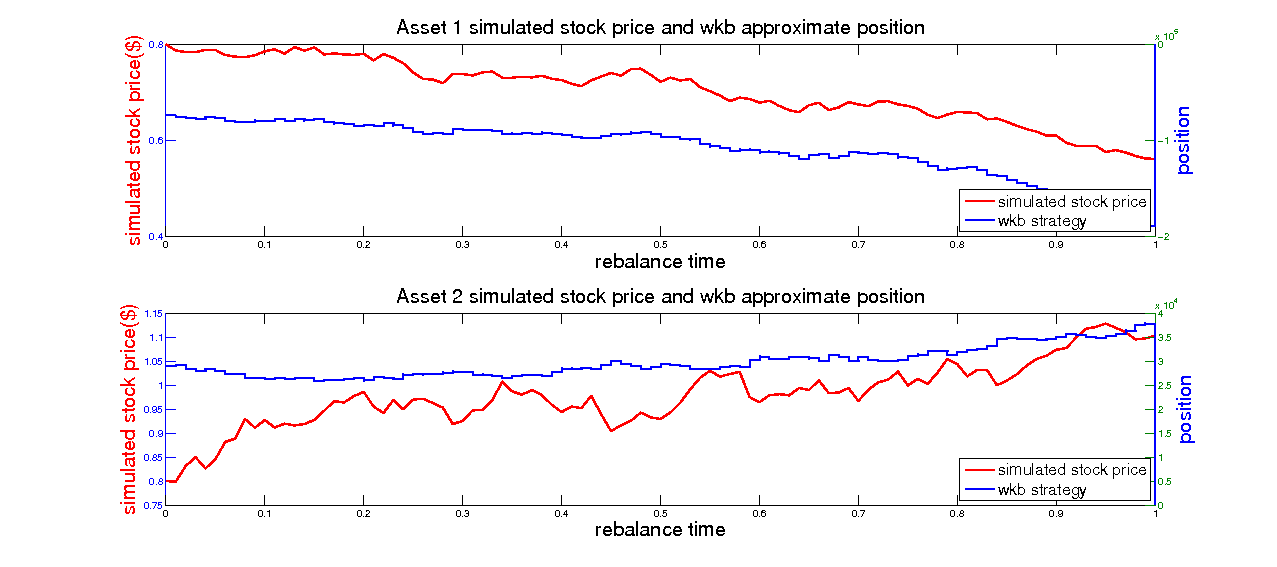 Asset 1 simulated stock price and wkb approximate position
x 10^5
simulated stock price($)
0.8
0.6
0.4
0
-1
-2
position
simulated stock price
wkb strategy
0 0.1 0.2 0.3 0.4 0.5 0.6 0.7 0.8 0.9 1
rebalance time
Asset 2 simulated stock price and wkb approximate position
x 10^4
simulated stock price($)
1.15
1.1
1.05
1
0.95
0.9
0.85
0.8
0.75
4
3.5
3
2.5
2
1.5
1
0.5
0
position
simulated stock price
wkb strategy
0 0.1 0.2 0.3 0.4 0.5 0.6 0.7 0.8 0.9 1
rebalance time